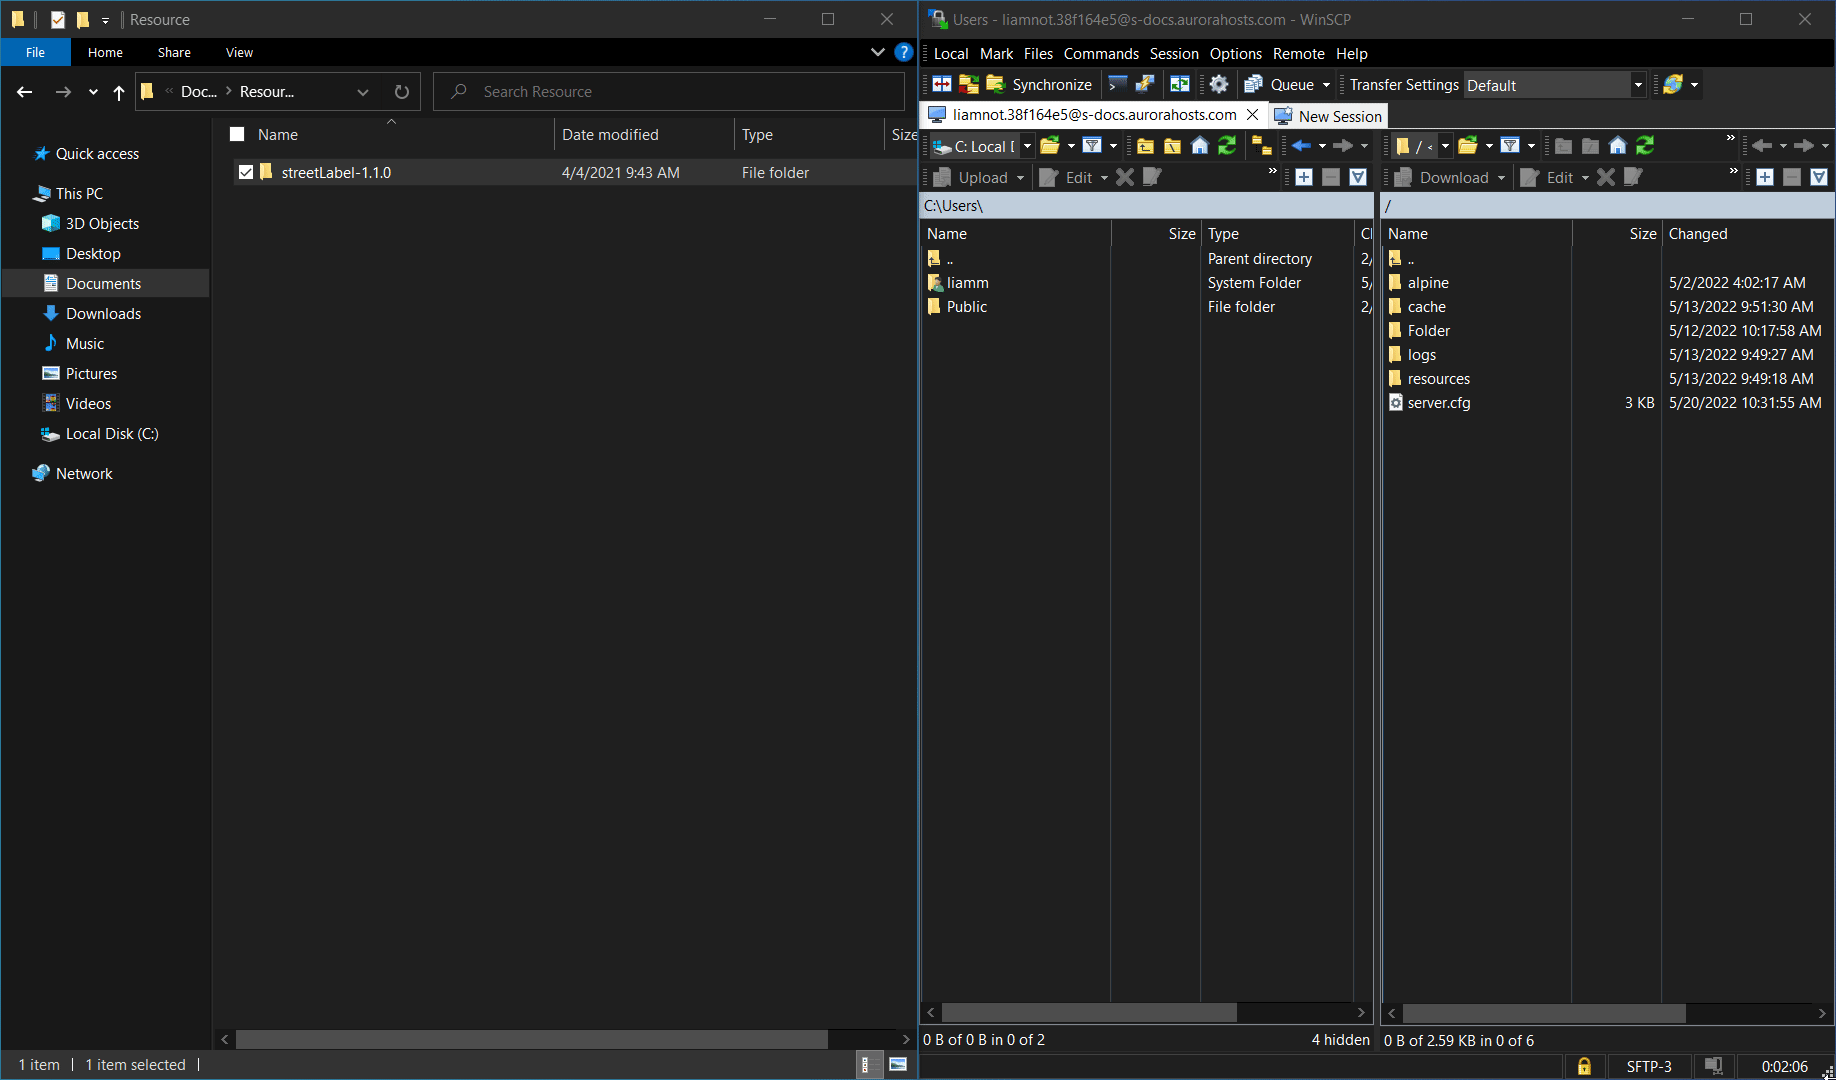 Resource
File Home Share View
Doc... Resour... Search Resource
Name Date modified Type Size
streetLabel-1.1.0 4/4/2021 9:43 AM File folder
Quick access
This PC
3D Objects
Desktop
Documents
Downloads
Music
Pictures
Videos
Local Disk (C:)
Network
1 item 1 item selected
Users - liamnot.38f164e5@s-docs.aurorahosts.com - WinSCP
Local Mark Files Commands Session Options Remote Help
Synchronize Queue Transfer Settings Default
liamnot.38f164e5@s-docs.aurorahosts.com New Session
C: Local
Upload Edit
C:\Users\
Name Size Type
.. Parent directory 2/
liamm System Folder 5/
Public File folder 2/
0 B of 0 B in 0 of 2 4 hidden
/ <
Download Edit
/
Name Size Changed
..
alpine 5/2/2022 4:02:17 AM
cache 5/13/2022 9:51:30 AM
Folder 5/12/2022 10:17:58 AM
logs 5/13/2022 9:49:27 AM
resources 5/13/2022 9:49:18 AM
server.cfg 3 KB 5/20/2022 10:31:55 AM
0 B of 2.59 KB in 0 of 6
SFTP-3 0:02:06